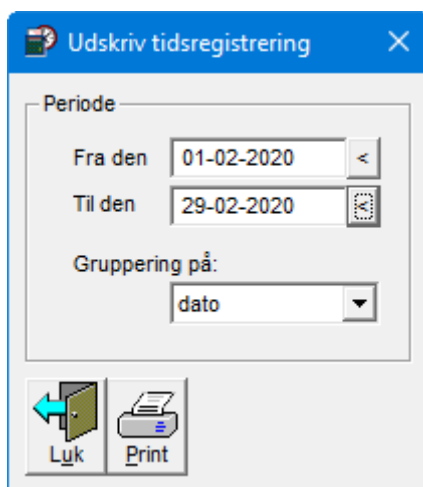 Udskriv tidsregistrering
Periode
Fra den 01-02-2020 <
Til den 29-02-2020 <
Gruppering på:
dato
Luk Print